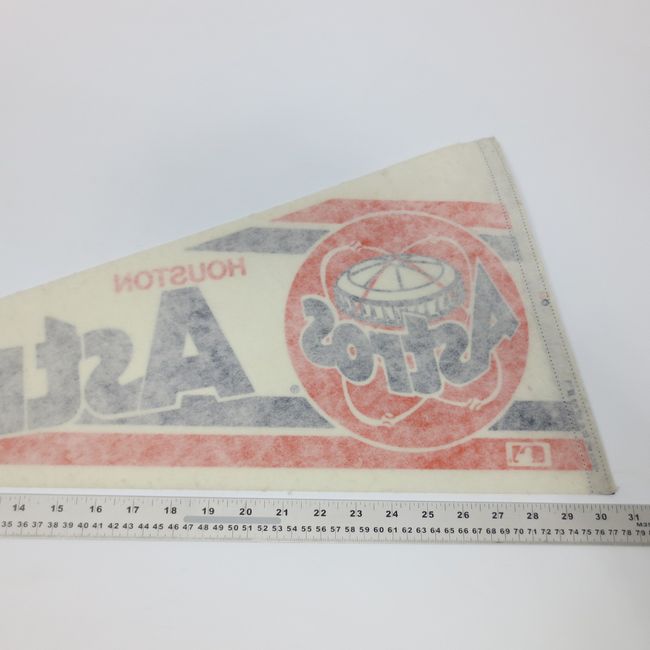 HOUSTON
Ast
Astros
®
14 15 16 17 18 19 20 21 22 23 24 25 26 27 28 29 30 31
35 36 37 38 39 40 41 42 43 44 45 46 47 48 49 50 51 52 53 54 55 56 57 58 59 60 61 62 63 64 65 66 67 68 69 70 71 72 73 74 75 76 77 78 79